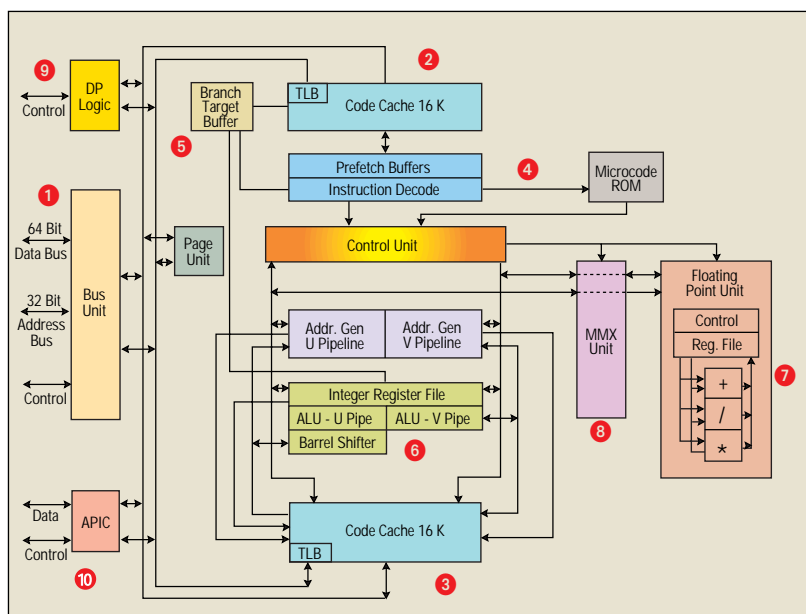 9
DP
Logic
Control
2
TLB
Code Cache 16 K
Branch
Target
Buffer
5
Prefetch Buffers
Instruction Decode
4
Microcode
ROM
1
64 Bit
Data Bus
32 Bit
Address
Bus
Control
Bus
Unit
Page
Unit
Control Unit
Addr. Gen
U Pipeline
Addr. Gen
V Pipeline
MMX
Unit
8
Floating
Point Unit
Control
Reg. File
+
/
*
7
Integer Register File
ALU - U Pipe
ALU - V Pipe
Barrel Shifter
6
Data
Control
APIC
10
Code Cache 16 K
TLB
3